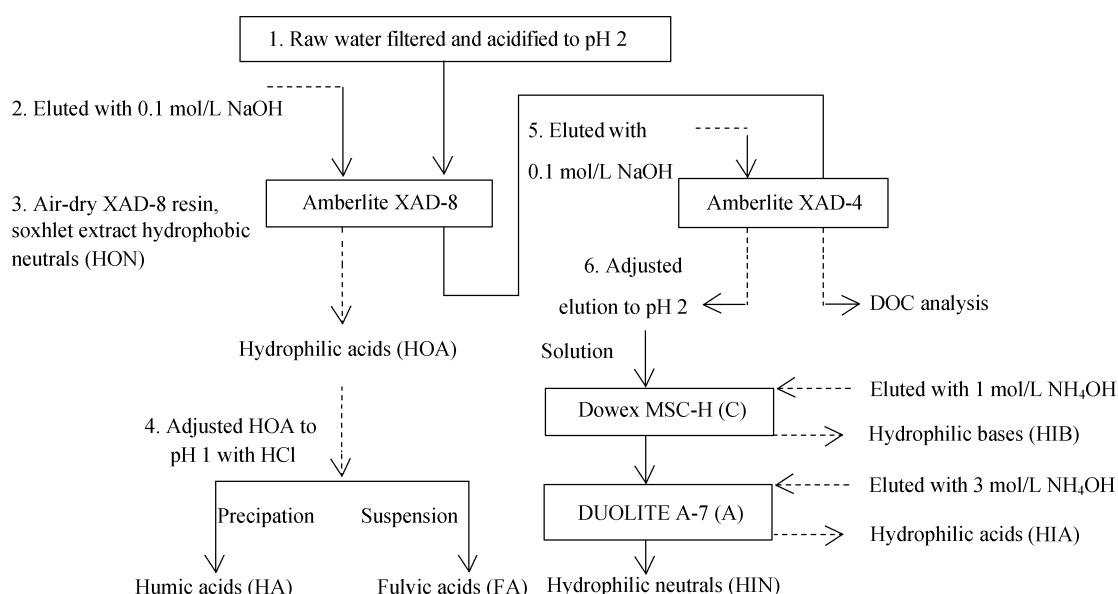 1. Raw water filtered and acidified to pH 2
2. Eluted with 0.1 mol/L NaOH
5. Eluted with
0.1 mol/L NaOH
3. Air-dry XAD-8 resin,
soxhlet extract hydrophobic
neutrals (HON)
Amberlite XAD-8
Amberlite XAD-4
6. Adjusted
elution to pH 2
DOC analysis
Hydrophilic acids (HOA)
Solution
Eluted with 1 mol/L NH₄OH
Dowex MSC-H (C)
Hydrophilic bases (HIB)
4. Adjusted HOA to
pH 1 with HCl
Eluted with 3 mol/L NH₄OH
DUOLITE A-7 (A)
Hydrophilic acids (HIA)
Precipation
Suspension
Humic acids (HA)
Fulvic acids (FA)
Hydrophilic neutrals (HIN)